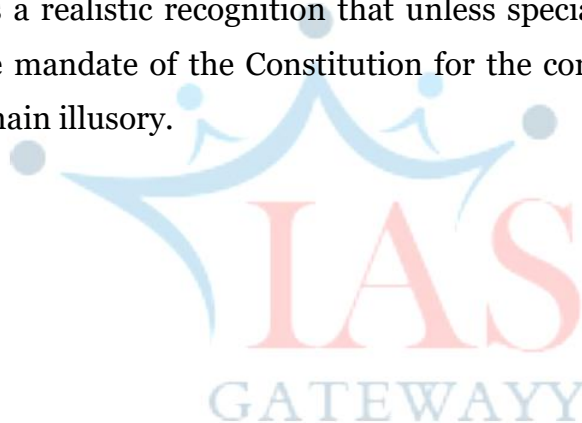 s a realistic recognition that unless specia
e mandate of the Constitution for the con
nain illusory.
IAS
GATEWAYY